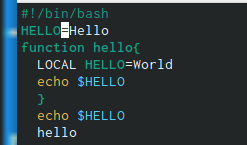 #!/bin/bash
HELLO=Hello
function hello{
LOCAL HELLO=World
echo $HELLO
}
echo $HELLO
hello